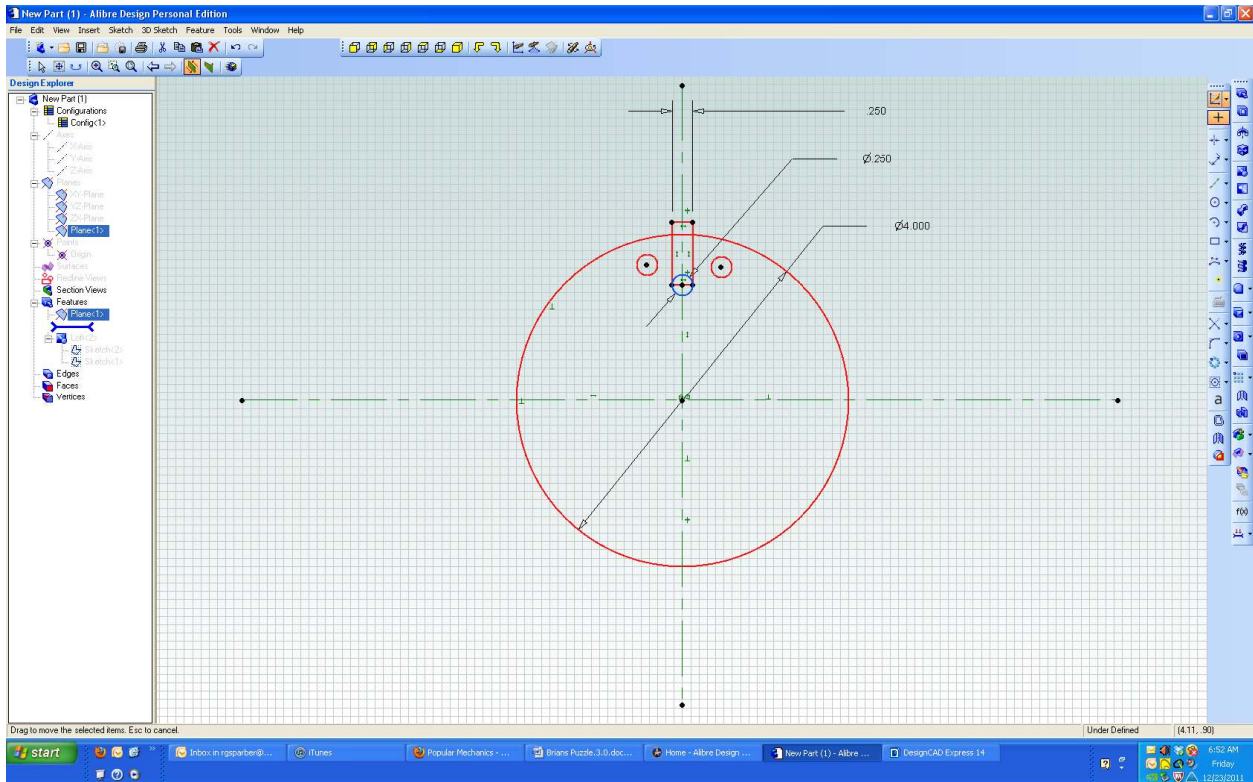 New Part (1) - Alibre Design Personal Edition
File Edit View Insert Sketch 3D Sketch Feature Tools Window Help
Design Explorer
New Part (1)
Configurations
Config<1>
Axes
X-Axis
Y-Axis
Z-Axis
Planes
XY-Plane
YZ-Plane
ZX-Plane
Plane<1>
Points
Origin
Surfaces
Redline Views
Section Views
Features
Plane<1>
Loft<2>
Sketch<2>
Sketch<1>
Edges
Faces
Vertices
.250
Ø.250
Ø4.000
a
f(x)
Drag to move the selected items. Esc to cancel.
Under Defined
(4.11, .90)
start
Inbox in rgsparber@...
iTunes
Popular Mechanics - ...
Brians Puzzle.3.0.doc...
Home - Alibre Design ...
New Part (1) - Alibre ...
DesignCAD Express 14
6:52 AM
Friday
12/23/2011